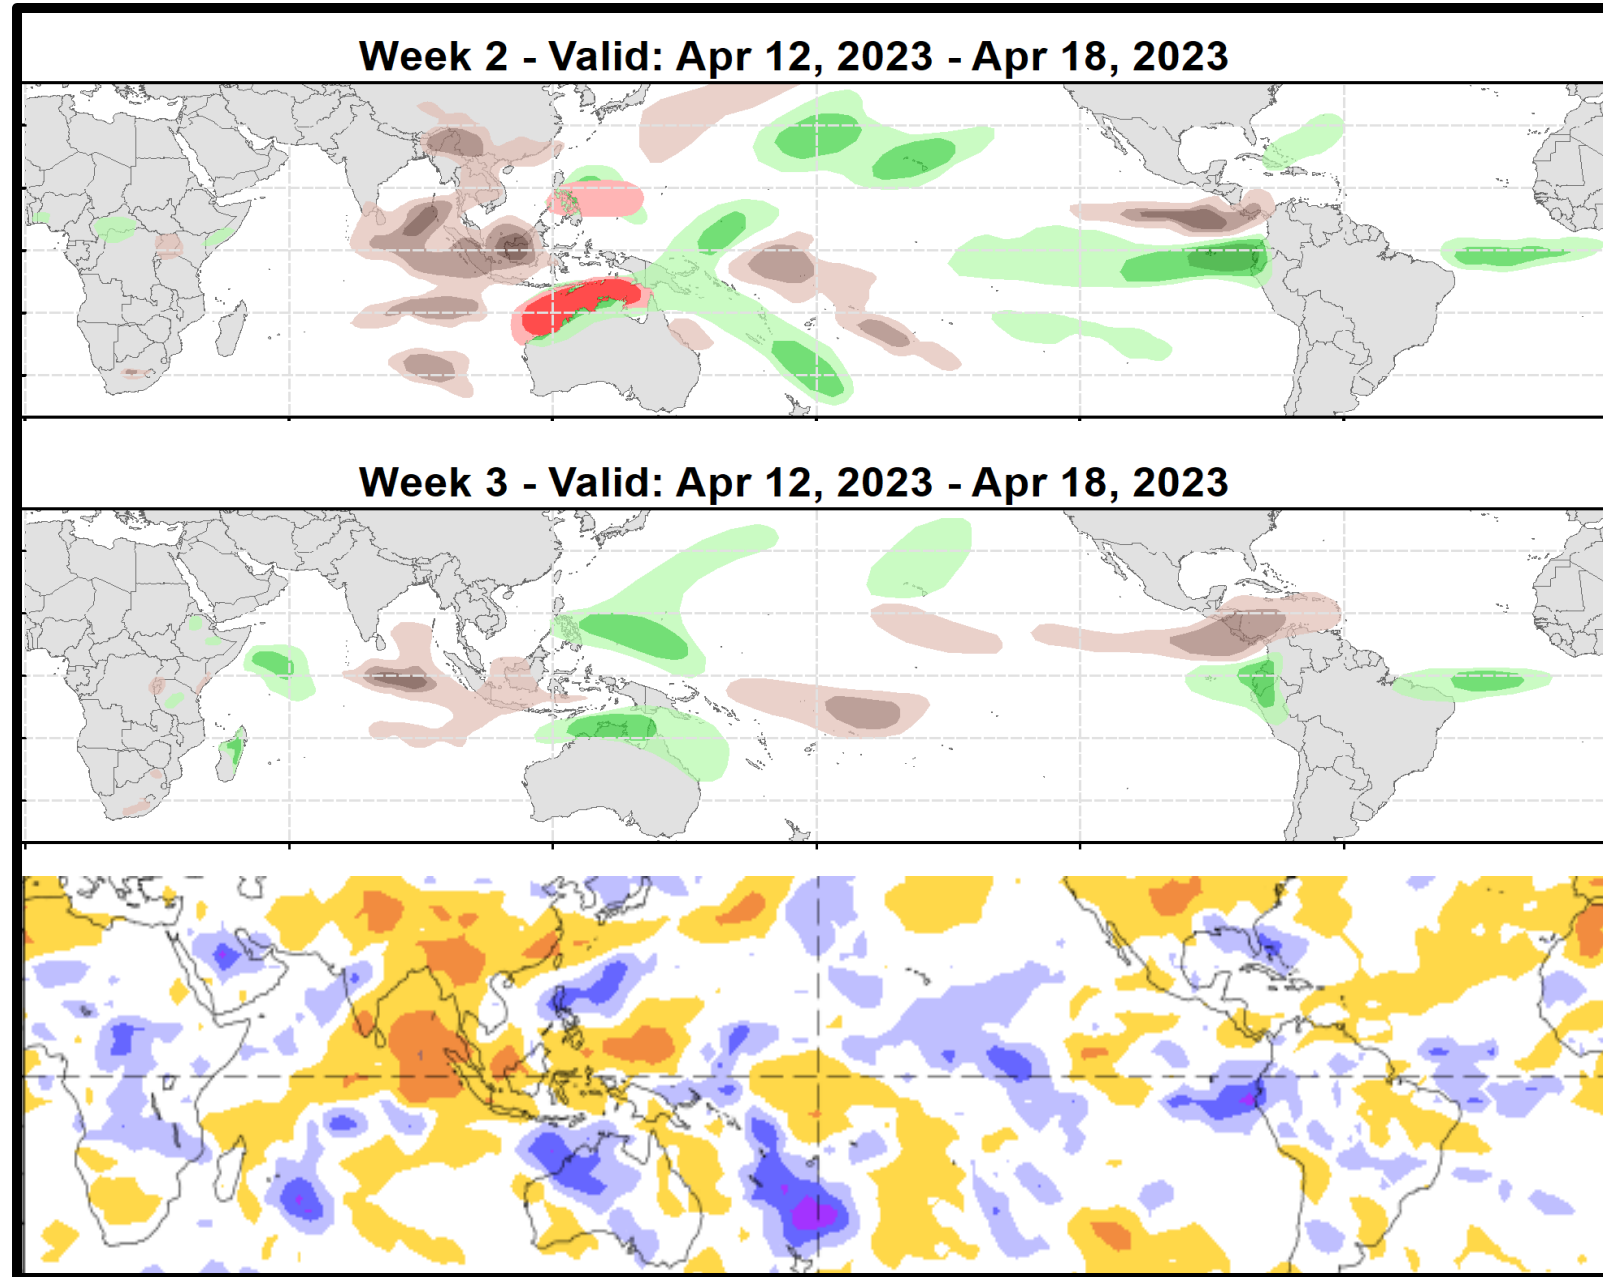 Week 2 - Valid: Apr 12, 2023 - Apr 18, 2023
Week 3 - Valid: Apr 12, 2023 - Apr 18, 2023